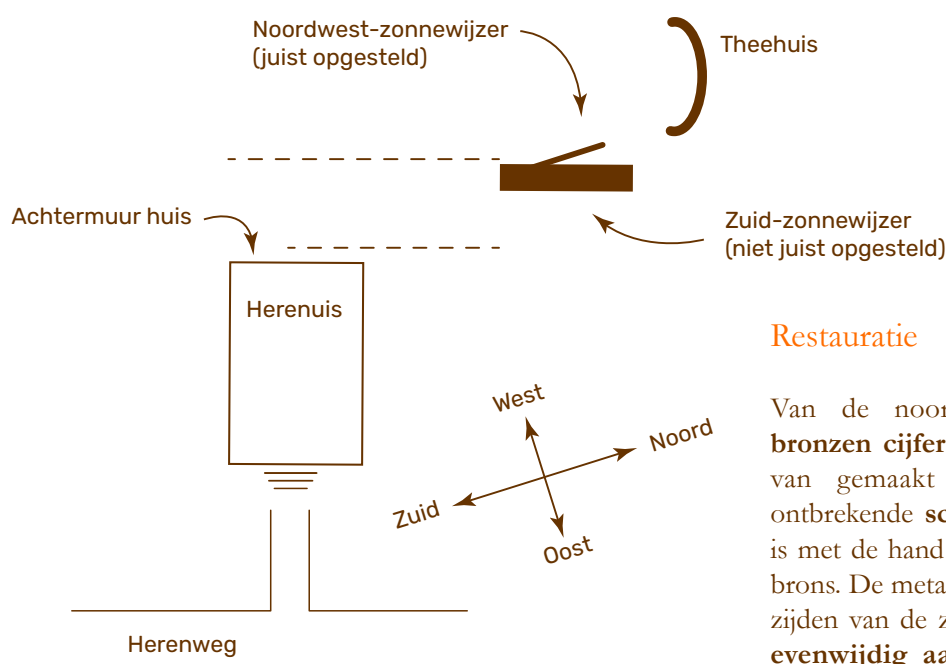 Noordwest-zonnewijzer
(juist opgesteld)
Theehuis
Achtermuur huis
Zuid-zonnewijzer
(niet juist opgesteld)
Herenuis
West
Noord
Zuid
Oost
Herenweg
Restauratie
Van de noor
bronzen cijfer
van gemaakt
ontbrekende sc
is met de hand
brons. De meta
zijden van de z
evenwijdig aa